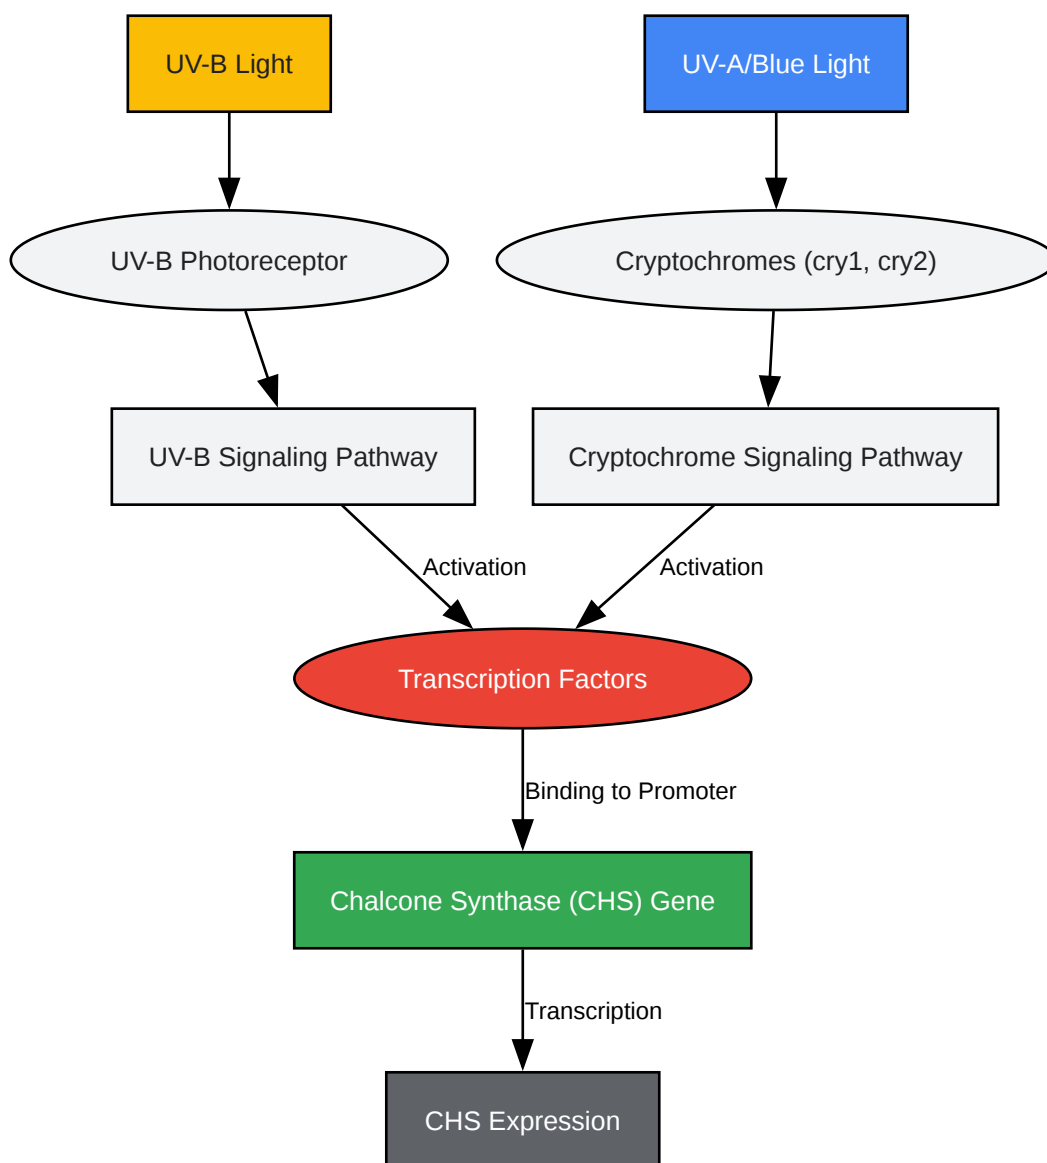 UV-B Light
UV-A/Blue Light
UV-B Photoreceptor
Cryptochromes (cry1, cry2)
UV-B Signaling Pathway
Cryptochrome Signaling Pathway
Activation
Activation
Transcription Factors
Binding to Promoter
Chalcone Synthase (CHS) Gene
Transcription
CHS Expression